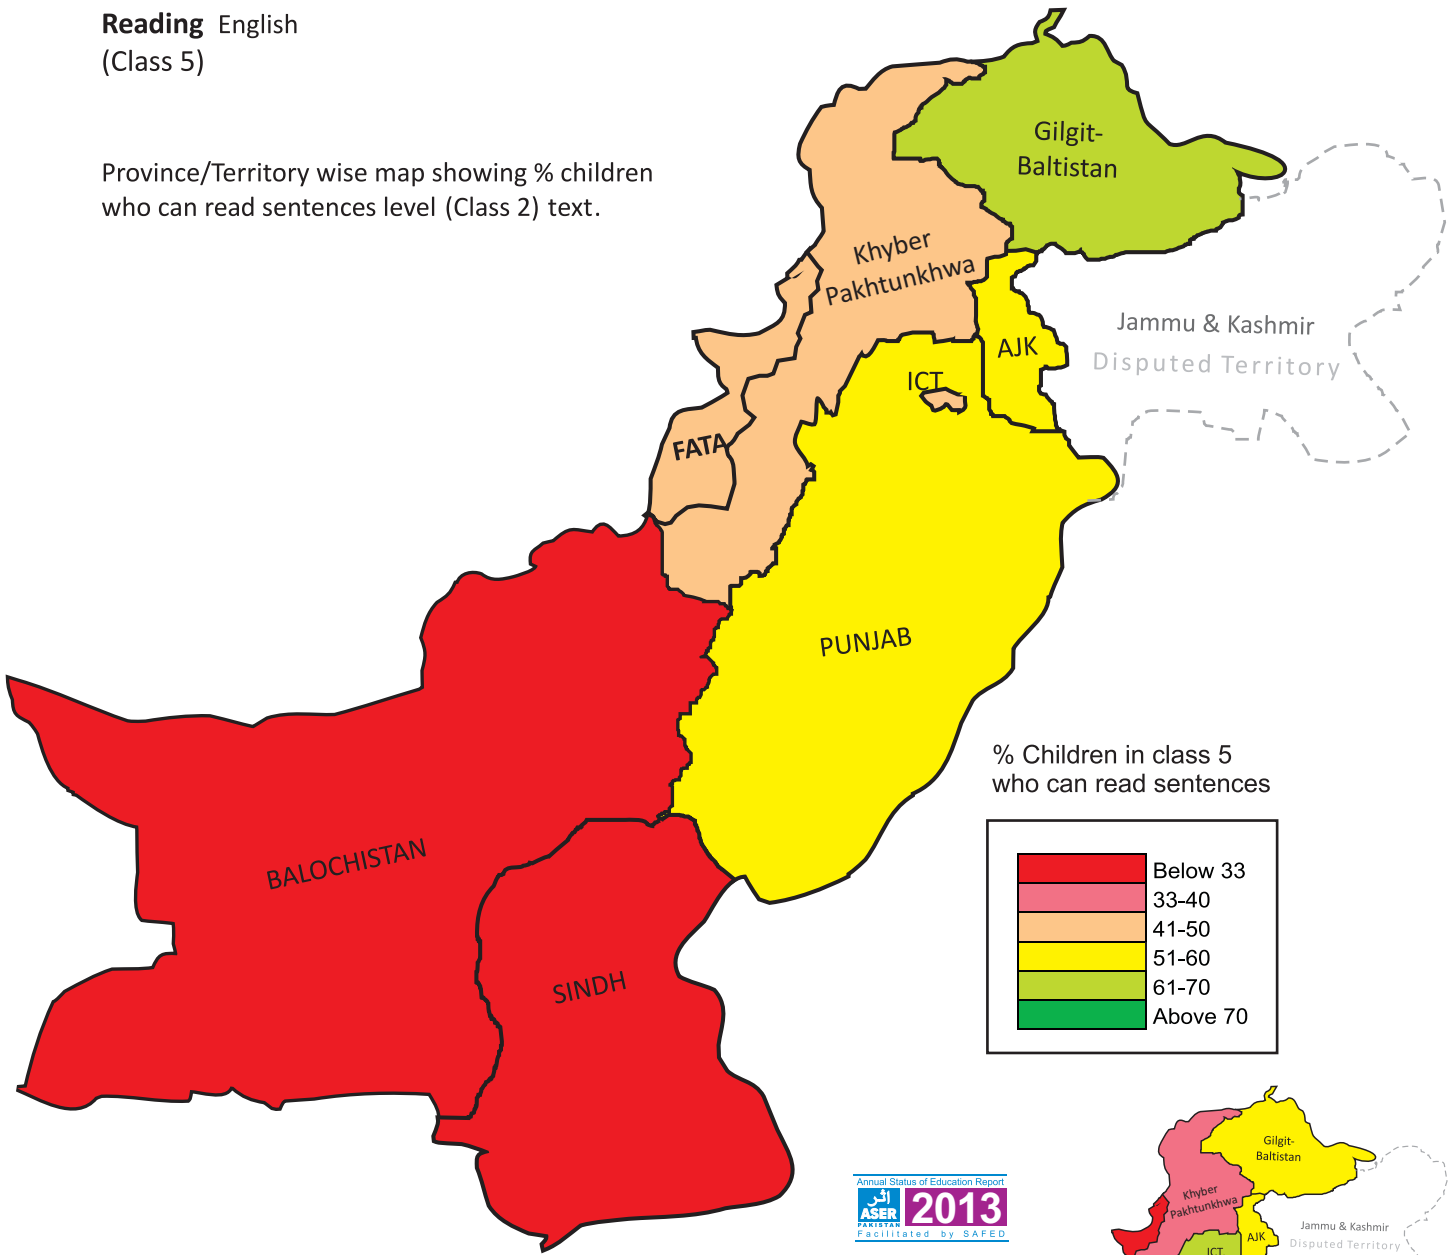 Reading English
(Class 5)
Province/Territory wise map showing % children
who can read sentences level (Class 2) text.
Gilgit-
Baltistan
Khyber
Pakhtunkhwa
Jammu & Kashmir
Disputed Territory
AJK
ICT
FATA
PUNJAB
BALOCHISTAN
SINDH
% Children in class 5
who can read sentences
Below 33
33-40
41-50
51-60
61-70
Above 70
Annual Status of Education Report
اثر
ASER
PAKISTAN
2013
Facilitated by SAFED
Gilgit-
Baltistan
Khyber
Pakhtunkhwa
Jammu & Kashmir
Disputed Territory
AJK
ICT